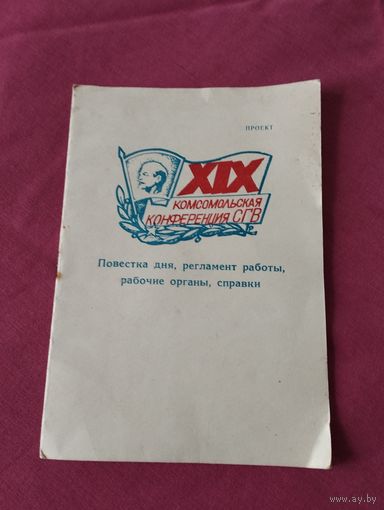 ПРОЕКТ
XIX
КОМСОМОЛЬСКАЯ
КОНФЕРЕНЦИЯ СГВ
Повестка дня, регламент работы,
рабочие органы, справки
www.ay.by